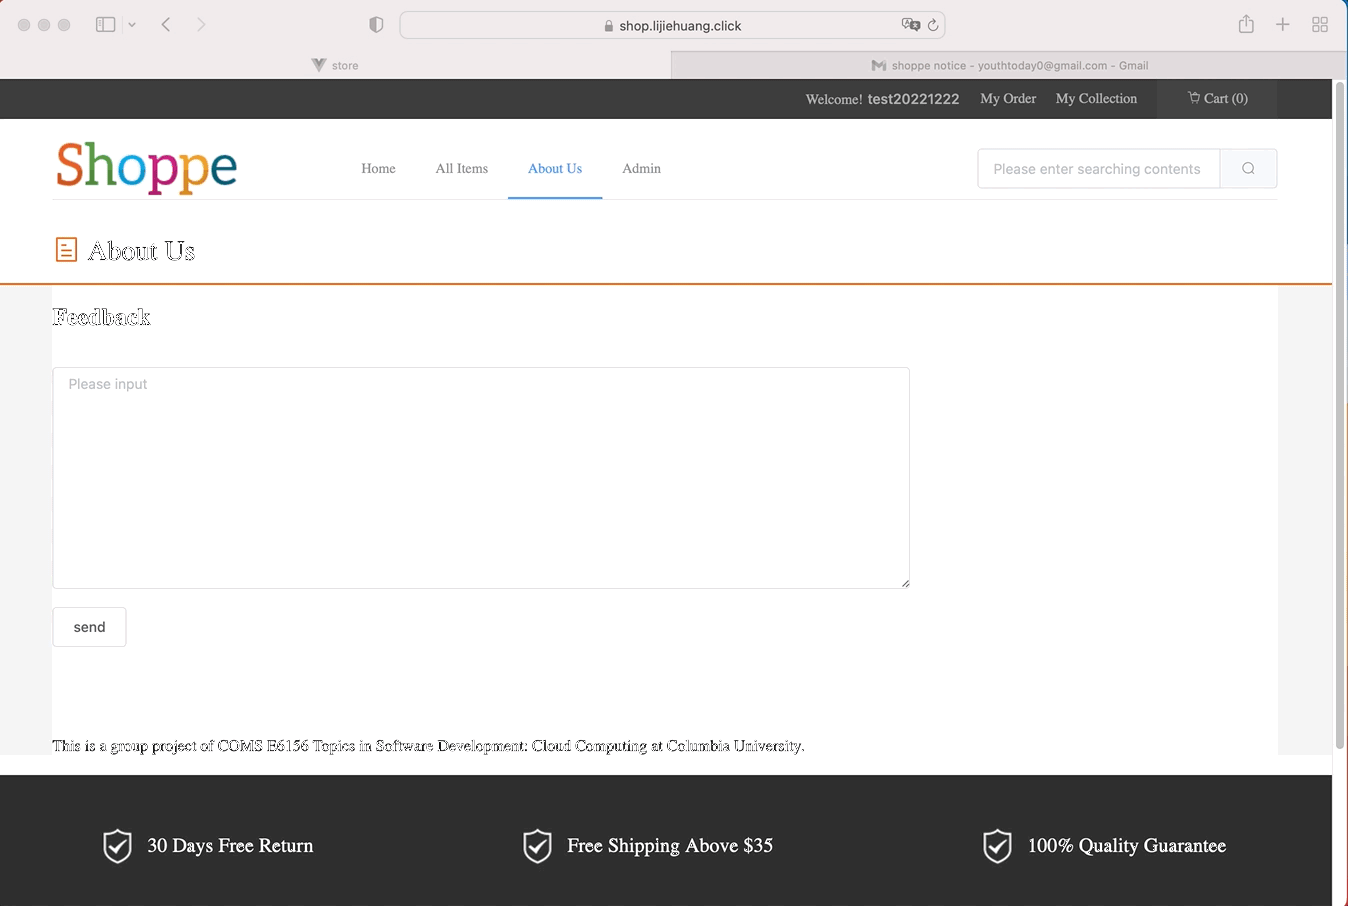 shop.lijiehuang.click
store
shoppe notice - youthtoday0@gmail.com - Gmail
Welcome! test20221222 My Order My Collection Cart (0)
Shoppe
Home All Items About Us Admin
Please enter searching contents
About Us
Feedback
Please input
send
This is a group project of COMS E6156 Topics in Software Development: Cloud Computing at Columbia University.
30 Days Free Return
Free Shipping Above $35
100% Quality Guarantee